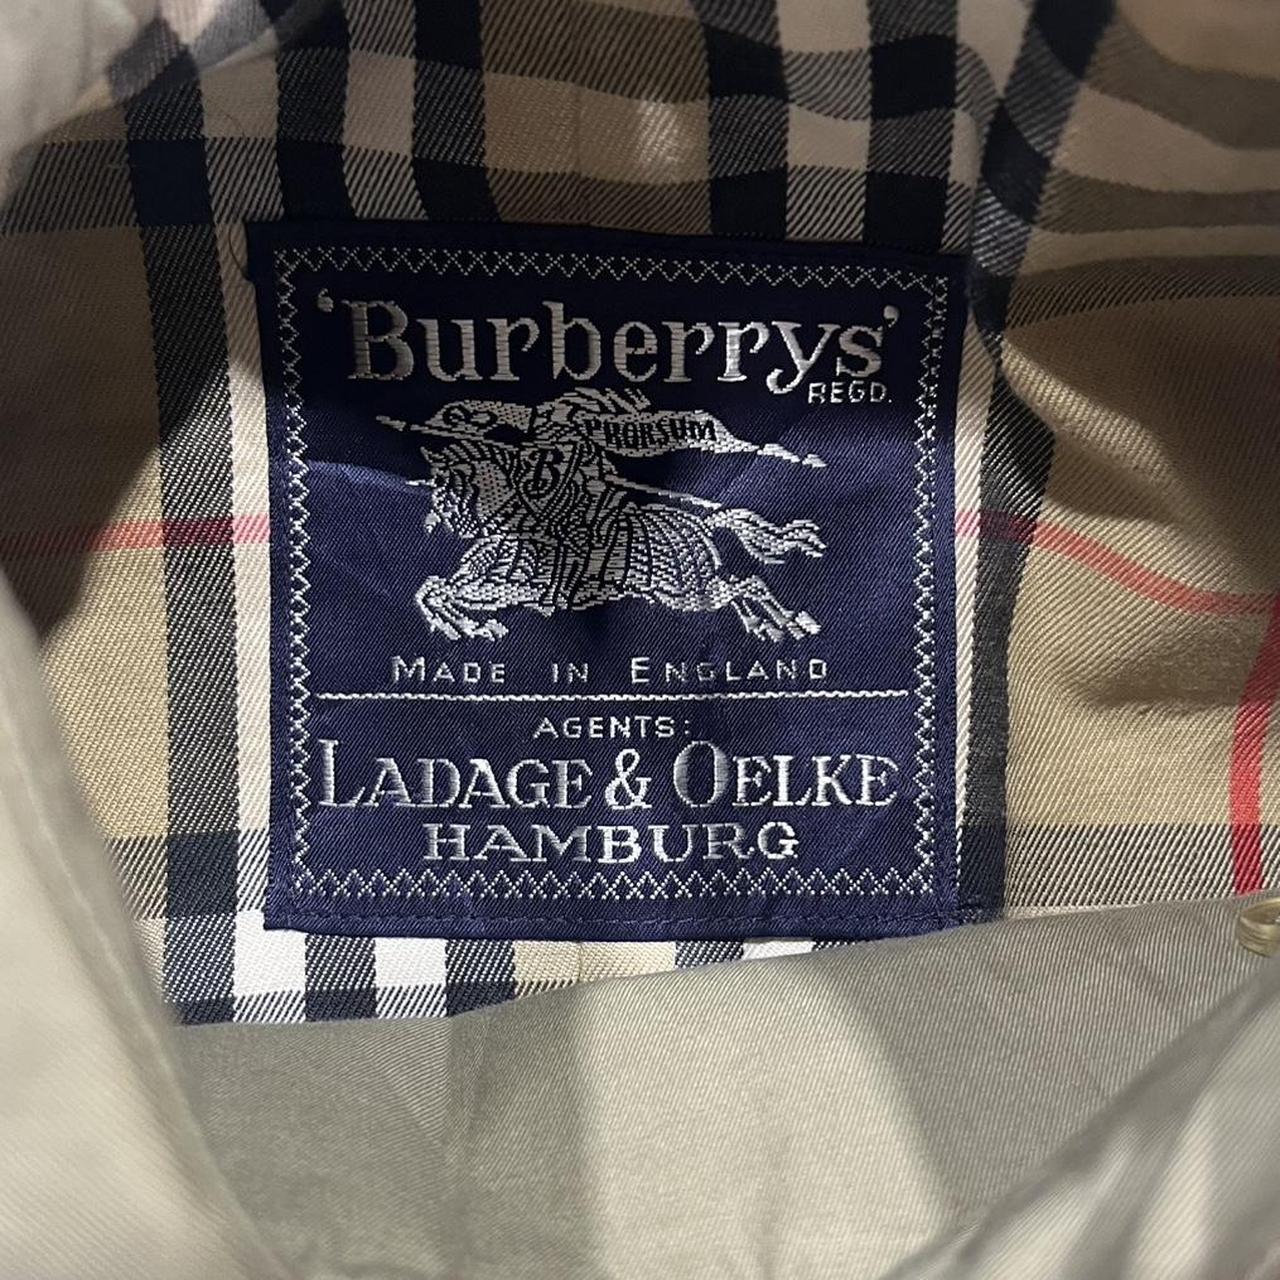 'Burberrys'
REGD.
PRORSUM
B
MADE IN ENGLAND
AGENTS:
LADAGE & OELKE
HAMBURG